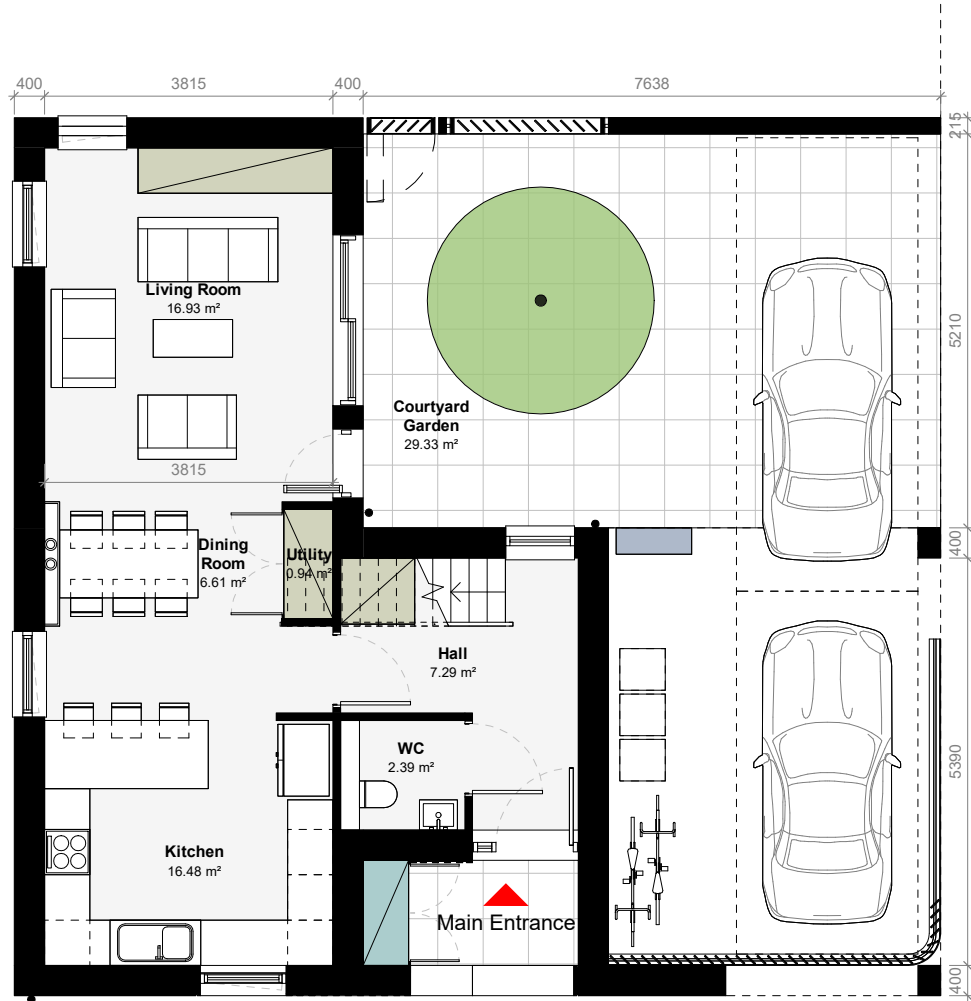 400
3815
400
7638
215
Living Room
16.93 m²
5210
Courtyard
Garden
29.33 m²
3815
Dining
Room
6.61 m²
Utility
0.94 m²
400
Hall
7.29 m²
WC
2.39 m²
5390
Kitchen
16.48 m²
Main Entrance
400